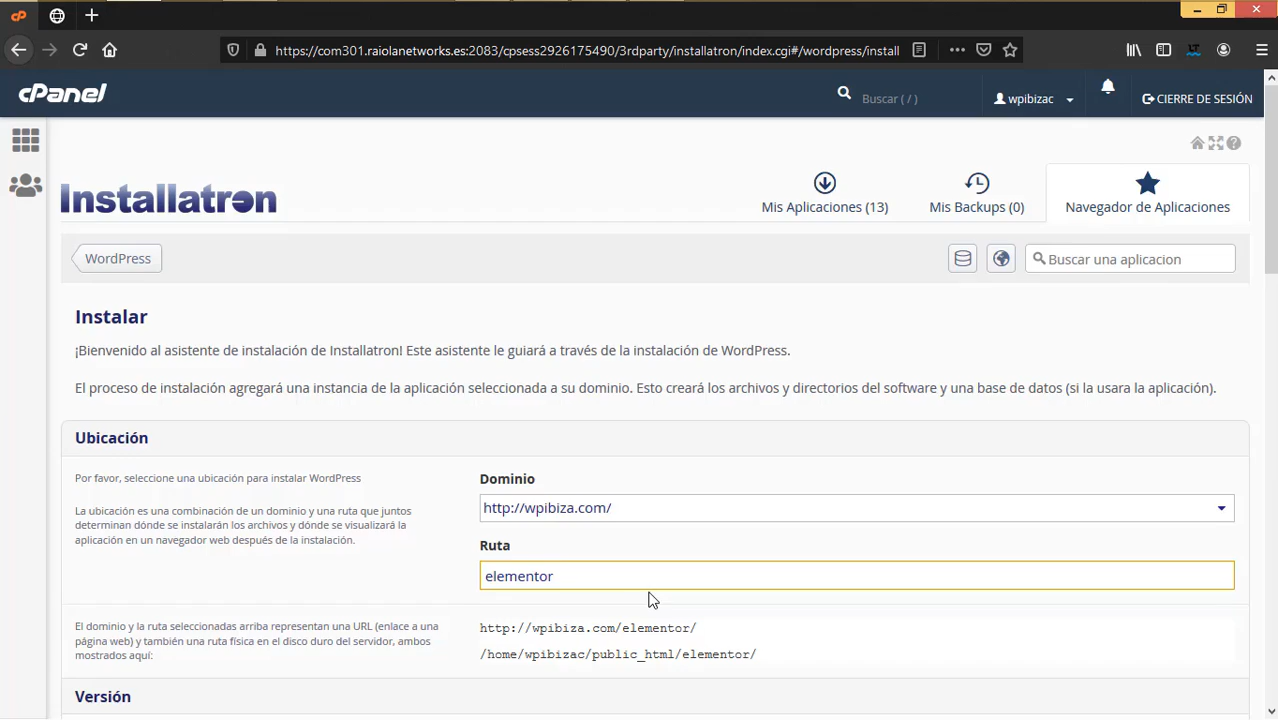 cP
https://com301.raiolanetworks.es:2083/cpsess2926175490/3rdparty/installatron/index.cgi#/wordpress/install
cPanel
Buscar ( / )
wpibizac
CIERRE DE SESIÓN
Installatron
Mis Aplicaciones (13)
Mis Backups (0)
Navegador de Aplicaciones
WordPress
Buscar una aplicacion
Instalar
¡Bienvenido al asistente de instalación de Installatron! Este asistente le guiará a través de la instalación de WordPress.
El proceso de instalación agregará una instancia de la aplicación seleccionada a su dominio. Esto creará los archivos y directorios del software y una base de datos (si la usara la aplicación).
Ubicación
Por favor, seleccione una ubicación para instalar WordPress
La ubicación es una combinación de un dominio y una ruta que juntos
determinan dónde se instalarán los archivos y dónde se visualizará la
aplicación en un navegador web después de la instalación.
Dominio
http://wpibiza.com/
Ruta
elementor
El dominio y la ruta seleccionadas arriba representan una URL (enlace a una
página web) y también una ruta física en el disco duro del servidor, ambos
mostrados aquí:
http://wpibiza.com/elementor/
/home/wpibizac/public_html/elementor/
Versión